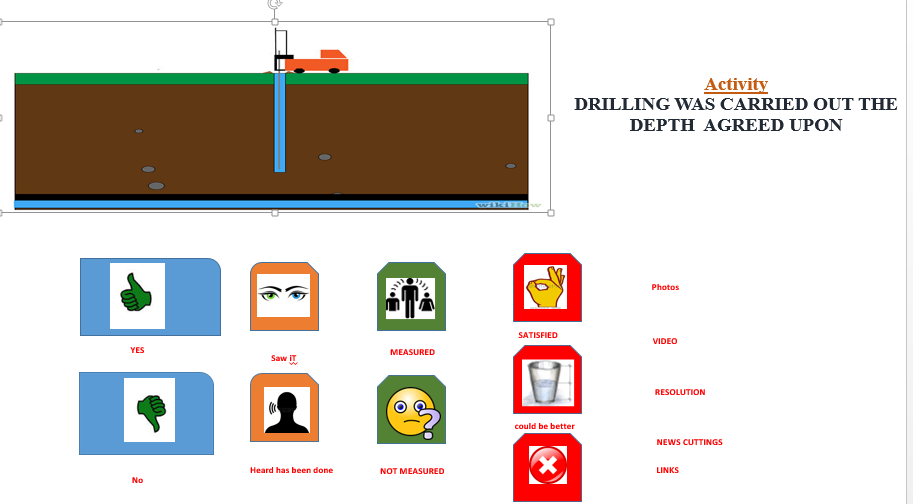 Activity
DRILLING WAS CARRIED OUT THE
DEPTH AGREED UPON
wikiHow
YES
Saw iT
MEASURED
SATISFIED
Photos
VIDEO
could be better
RESOLUTION
No
Heard has been done
NOT MEASURED
NEWS CUTTINGS
LINKS